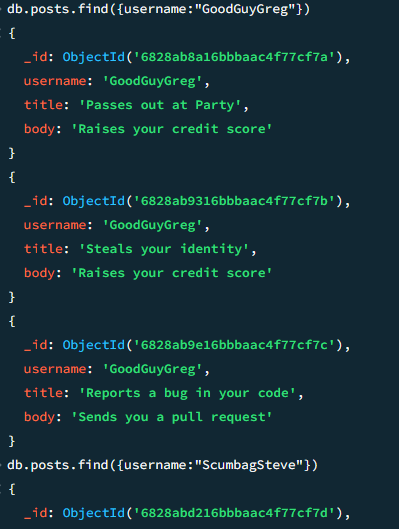 db.posts.find({username:"GoodGuyGreg"})
{
_id: ObjectId('6828ab8a16bbbaac4f77cf7a'),
username: 'GoodGuyGreg',
title: 'Passes out at Party',
body: 'Raises your credit score'
}
{
_id: ObjectId('6828ab9316bbbaac4f77cf7b'),
username: 'GoodGuyGreg',
title: 'Steals your identity',
body: 'Raises your credit score'
}
{
_id: ObjectId('6828ab9e16bbbaac4f77cf7c'),
username: 'GoodGuyGreg',
title: 'Reports a bug in your code',
body: 'Sends you a pull request'
}
db.posts.find({username:"ScumbagSteve"})
{
_id: ObjectId('6828abd216bbbaac4f77cf7d'),